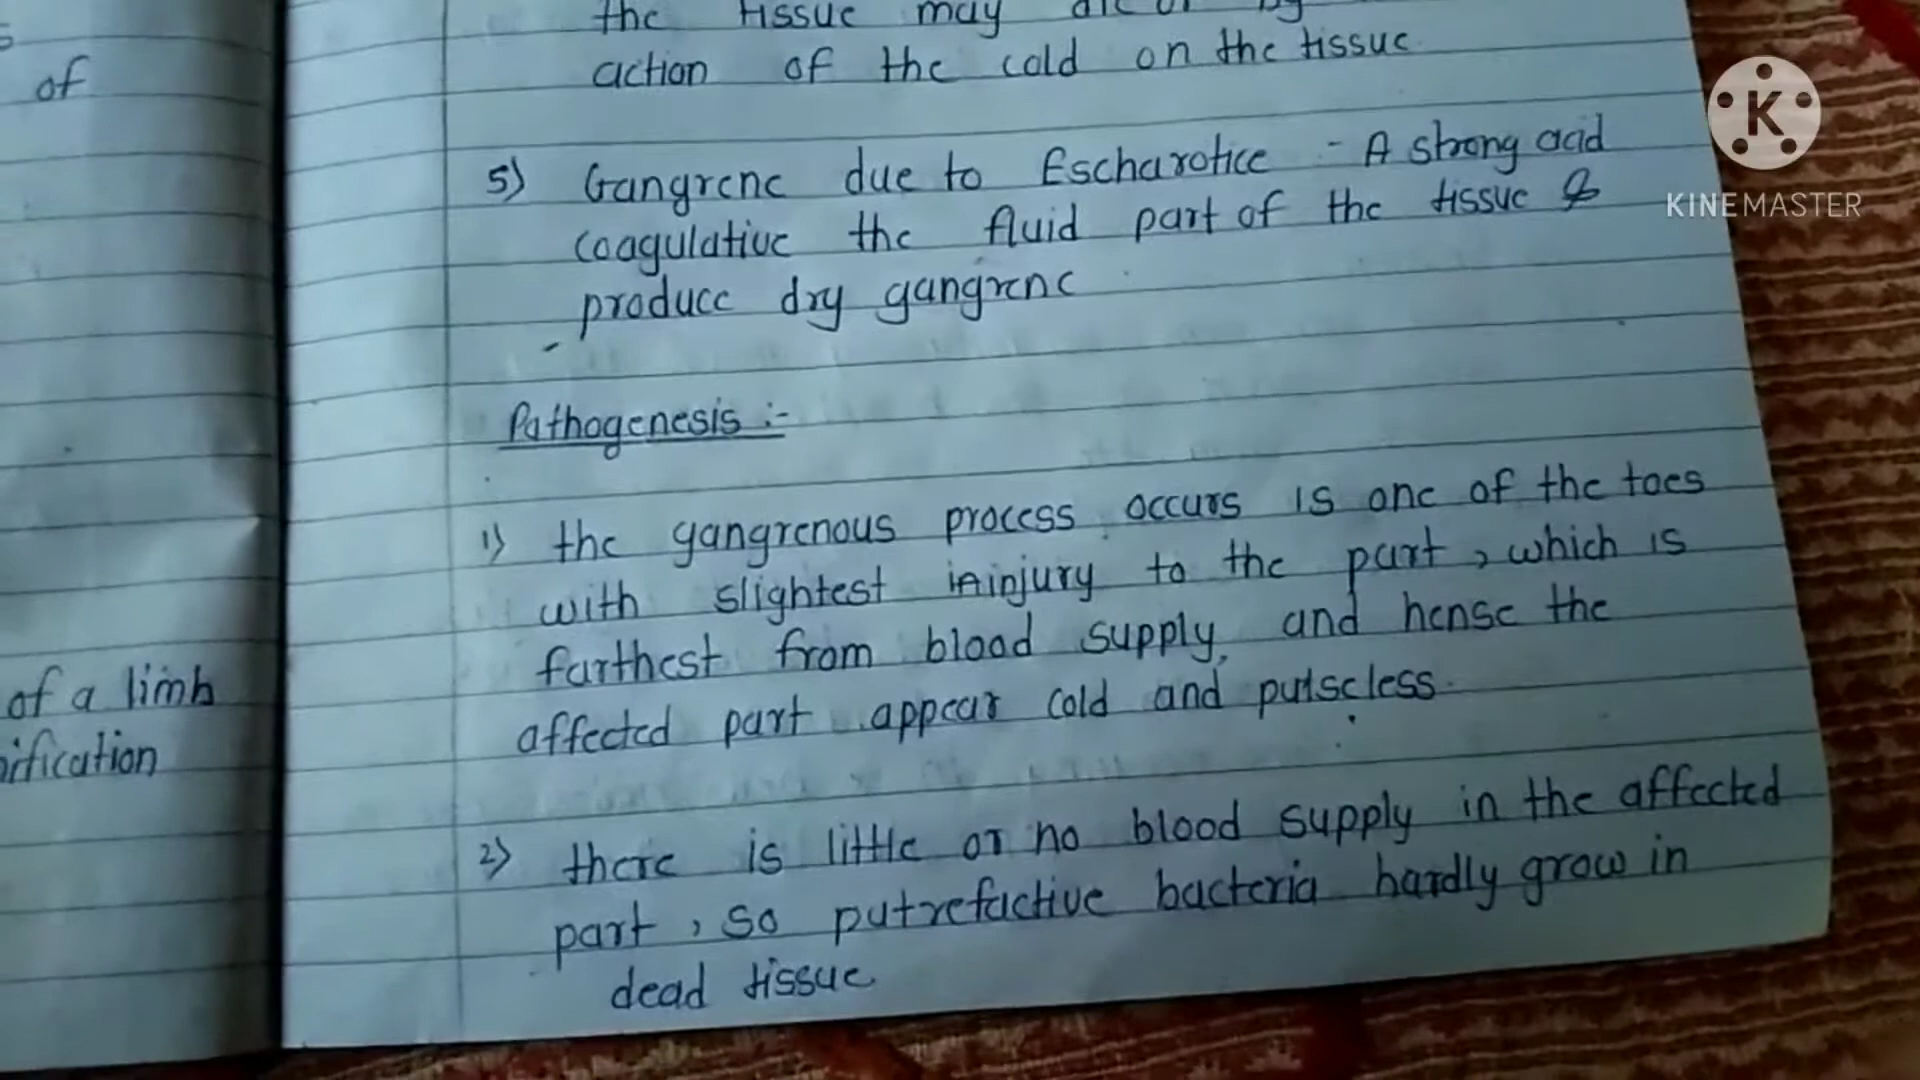 of
of a limb
rification
the tissue may
action of the cold on the tissue
5) Gangrene due to Escharotice - A strong acid
coagulative the fluid part of the tissue &
produce dry gangrene
Pathogenesis :-
1) the gangrenous process occurs is one of the toes
with slightest ininjury to the part, which is
farthest from blood supply, and hense the
affected part appear cold and pulseless.
2) there is little or no blood supply in the affected
part, so putrefactive bacteria hardly grow in
dead tissue
K
KINEMASTER